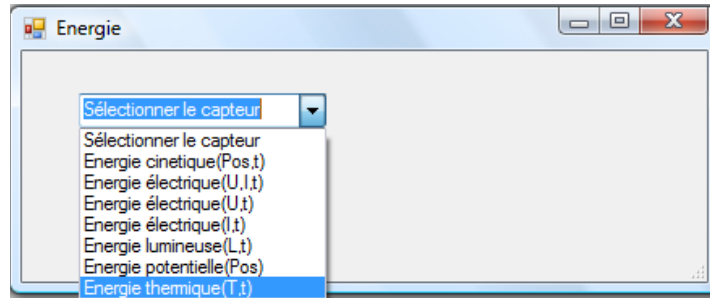 Energie
Sélectionner le capteur
Sélectionner le capteur
Energie cinetique(Pos,t)
Energie électrique(U,I,t)
Energie électrique(U,t)
Energie électrique(I,t)
Energie lumineuse(L,t)
Energie potentielle(Pos)
Energie thermique(T,t)